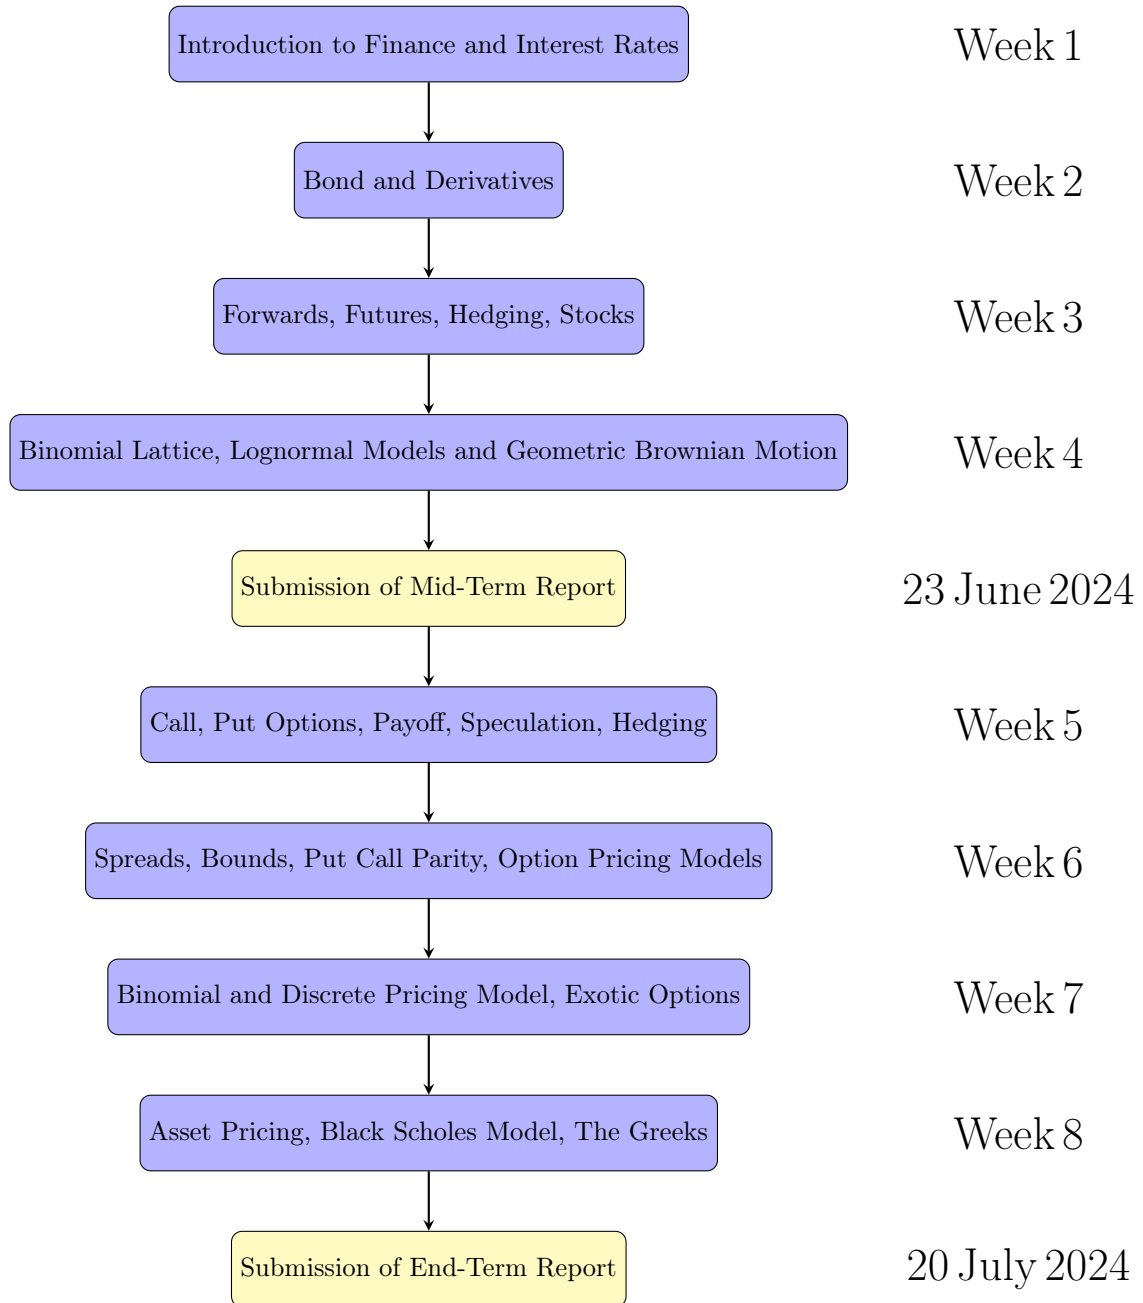 Introduction to Finance and Interest Rates
Week 1
Bond and Derivatives
Week 2
Forwards, Futures, Hedging, Stocks
Week 3
Binomial Lattice, Lognormal Models and Geometric Brownian Motion
Week 4
Submission of Mid-Term Report
23 June 2024
Call, Put Options, Payoff, Speculation, Hedging
Week 5
Spreads, Bounds, Put Call Parity, Option Pricing Models
Week 6
Binomial and Discrete Pricing Model, Exotic Options
Week 7
Asset Pricing, Black Scholes Model, The Greeks
Week 8
Submission of End-Term Report
20 July 2024